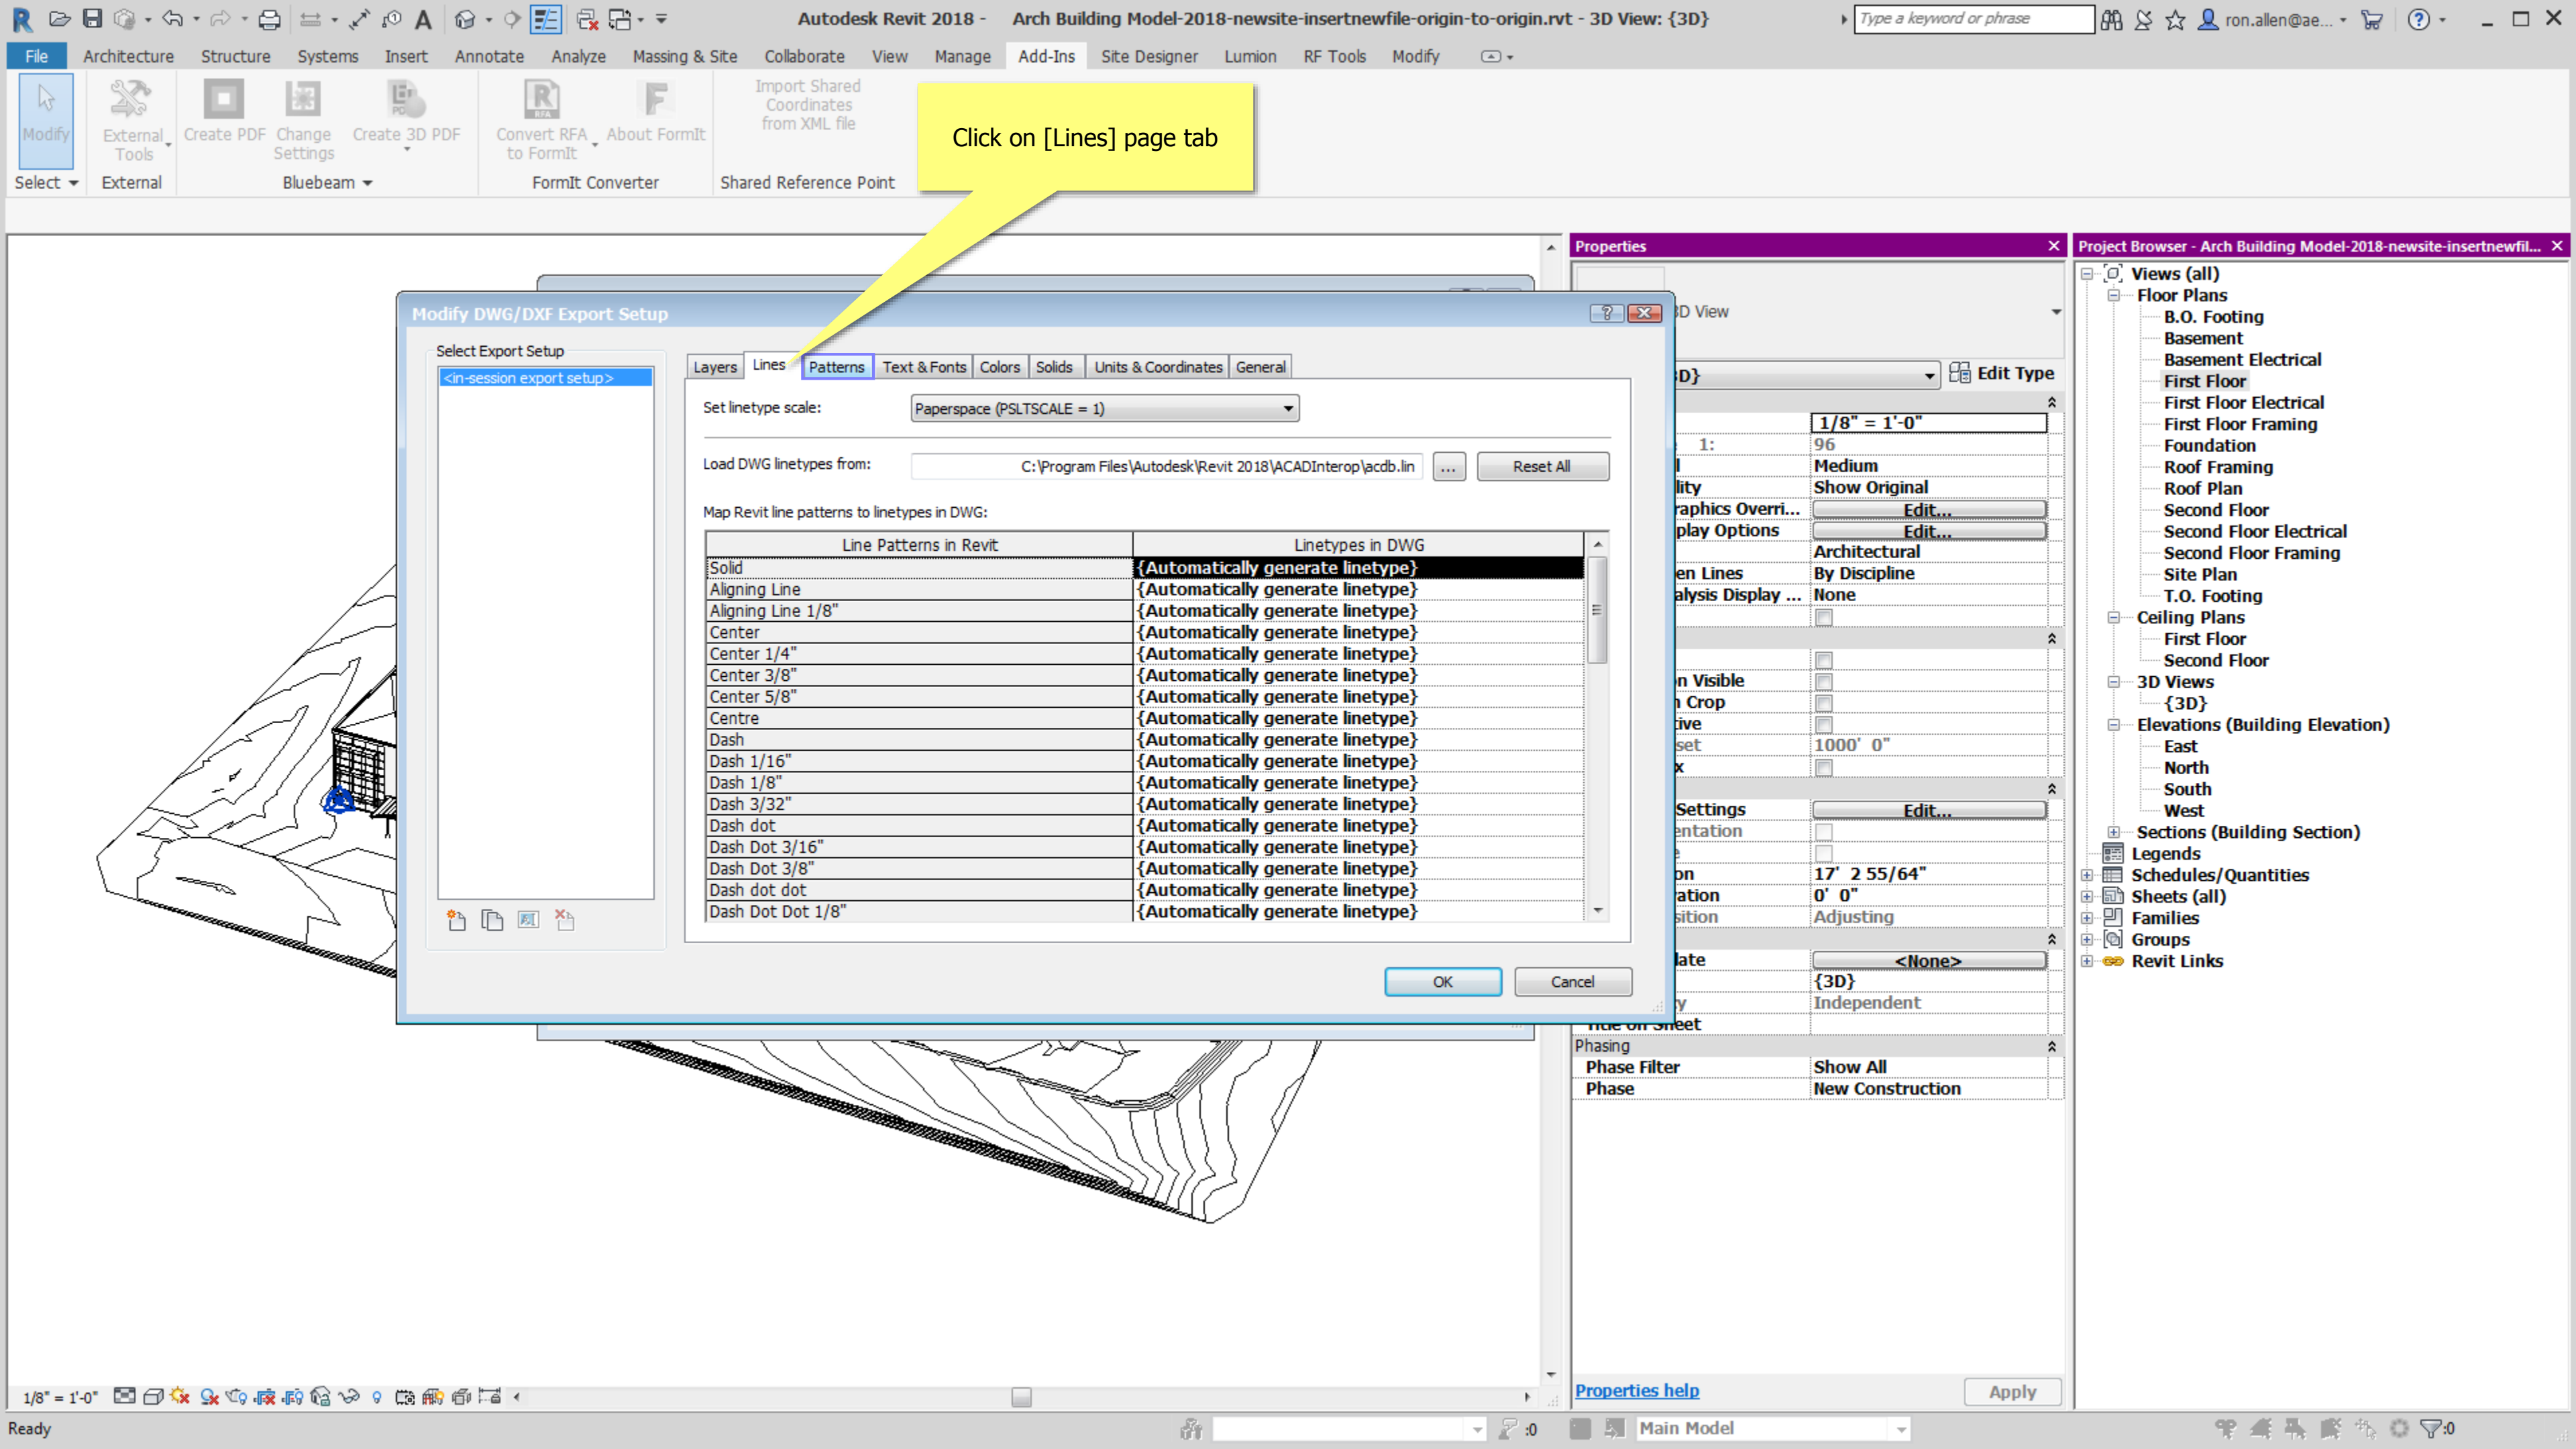 Autodesk Revit 2018 - Arch Building Model-2018-newsite-insertnewfile-origin-to-origin.rvt - 3D View: {3D}
Type a keyword or phrase
ron.allen@ae...
File Architecture Structure Systems Insert Annotate Analyze Massing & Site Collaborate View Manage Add-Ins Site Designer Lumion RF Tools Modify
Modify
External Tools
Create PDF
Change Settings
Create 3D PDF
Convert RFA to FormIt
About FormIt
Import Shared Coordinates from XML file
Select External Bluebeam FormIt Converter Shared Reference Point
Click on [Lines] page tab
Modify DWG/DXF Export Setup
Select Export Setup
<in-session export setup>
Layers Lines Patterns Text & Fonts Colors Solids Units & Coordinates General
Set linetype scale: Paperspace (PSLTSCALE = 1)
Load DWG linetypes from: C:\Program Files\Autodesk\Revit 2018\ACADInterop\acdb.lin ... Reset All
Map Revit line patterns to linetypes in DWG:
Line Patterns in Revit Linetypes in DWG
Solid {Automatically generate linetype}
Aligning Line {Automatically generate linetype}
Aligning Line 1/8" {Automatically generate linetype}
Center {Automatically generate linetype}
Center 1/4" {Automatically generate linetype}
Center 3/8" {Automatically generate linetype}
Center 5/8" {Automatically generate linetype}
Centre {Automatically generate linetype}
Dash {Automatically generate linetype}
Dash 1/16" {Automatically generate linetype}
Dash 1/8" {Automatically generate linetype}
Dash 3/32" {Automatically generate linetype}
Dash dot {Automatically generate linetype}
Dash Dot 3/16" {Automatically generate linetype}
Dash Dot 3/8" {Automatically generate linetype}
Dash dot dot {Automatically generate linetype}
Dash Dot Dot 1/8" {Automatically generate linetype}
OK Cancel
Properties
3D View
D} Edit Type
1/8" = 1'-0"
1: 96
Medium
lity Show Original
raphics Overri... Edit...
play Options Edit...
Architectural
en Lines By Discipline
alysis Display ... None
n Visible
Crop
tive
set 1000' 0"
x
Settings Edit...
entation
on 17' 2 55/64"
ation 0' 0"
sition Adjusting
late <None>
{3D}
y Independent
Title on Sheet
Phasing
Phase Filter Show All
Phase New Construction
Properties help Apply
Project Browser - Arch Building Model-2018-newsite-insertnewfil...
Views (all)
Floor Plans
B.O. Footing
Basement
Basement Electrical
First Floor
First Floor Electrical
First Floor Framing
Foundation
Roof Framing
Roof Plan
Second Floor
Second Floor Electrical
Second Floor Framing
Site Plan
T.O. Footing
Ceiling Plans
First Floor
Second Floor
3D Views
{3D}
Elevations (Building Elevation)
East
North
South
West
Sections (Building Section)
Legends
Schedules/Quantities
Sheets (all)
Families
Groups
Revit Links
1/8" = 1'-0"
Ready :0 Main Model :0